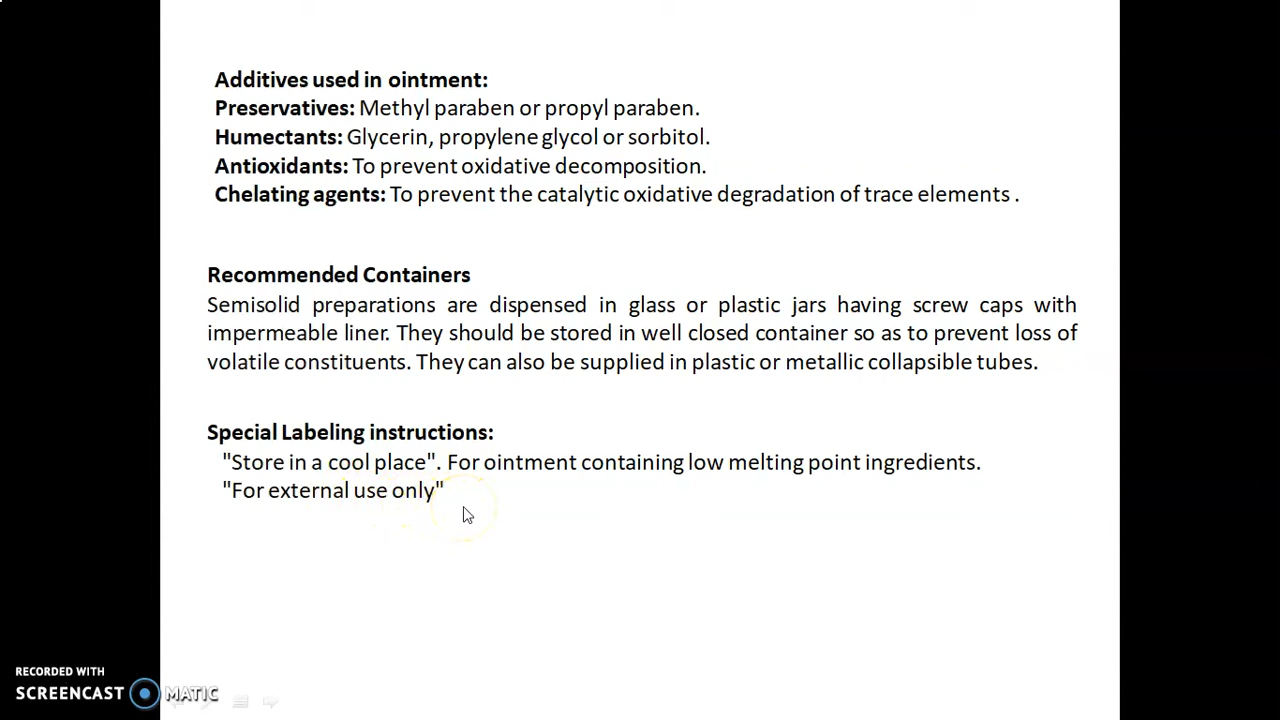 Additives used in ointment:
Preservatives: Methyl paraben or propyl paraben.
Humectants: Glycerin, propylene glycol or sorbitol.
Antioxidants: To prevent oxidative decomposition.
Chelating agents: To prevent the catalytic oxidative degradation of trace elements .
Recommended Containers
Semisolid preparations are dispensed in glass or plastic jars having screw caps with
impermeable liner. They should be stored in well closed container so as to prevent loss of
volatile constituents. They can also be supplied in plastic or metallic collapsible tubes.
Special Labeling instructions:
"Store in a cool place". For ointment containing low melting point ingredients.
"For external use only"
RECORDED WITH
SCREENCAST MATIC